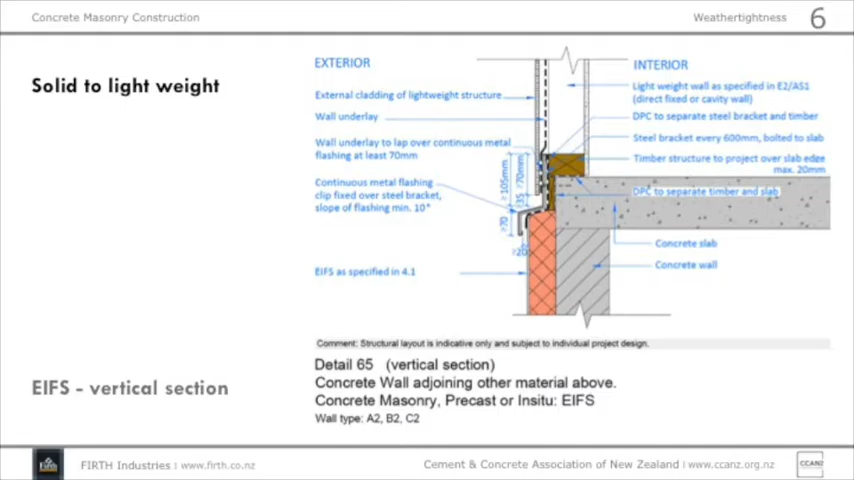 Concrete Masonry Construction
Weathertightness 6
Solid to light weight
EXTERIOR
INTERIOR
External cladding of lightweight structure
Wall underlay
Wall underlay to lap over continuous metal
flashing at least 70mm
Continuous metal flashing
clip fixed over steel bracket,
slope of flashing min. 10°
EIFS as specified in 4.1
≥105mm
≥70mm
35
≥70
≥20
Light weight wall as specified in E2/AS1
(direct fixed or cavity wall)
DPC to separate steel bracket and timber
Steel bracket every 600mm, bolted to slab
Timber structure to project over slab edge
max. 20mm
DPC to separate timber and slab
Concrete slab
Concrete wall
Comment: Structural layout is indicative only and subject to individual project design.
Detail 65 (vertical section)
Concrete Wall adjoining other material above.
Concrete Masonry, Precast or Insitu: EIFS
Wall type: A2, B2, C2
EIFS - vertical section
Firth
FIRTH Industries | www.firth.co.nz
Cement & Concrete Association of New Zealand | www.ccanz.org.nz
CCANZ